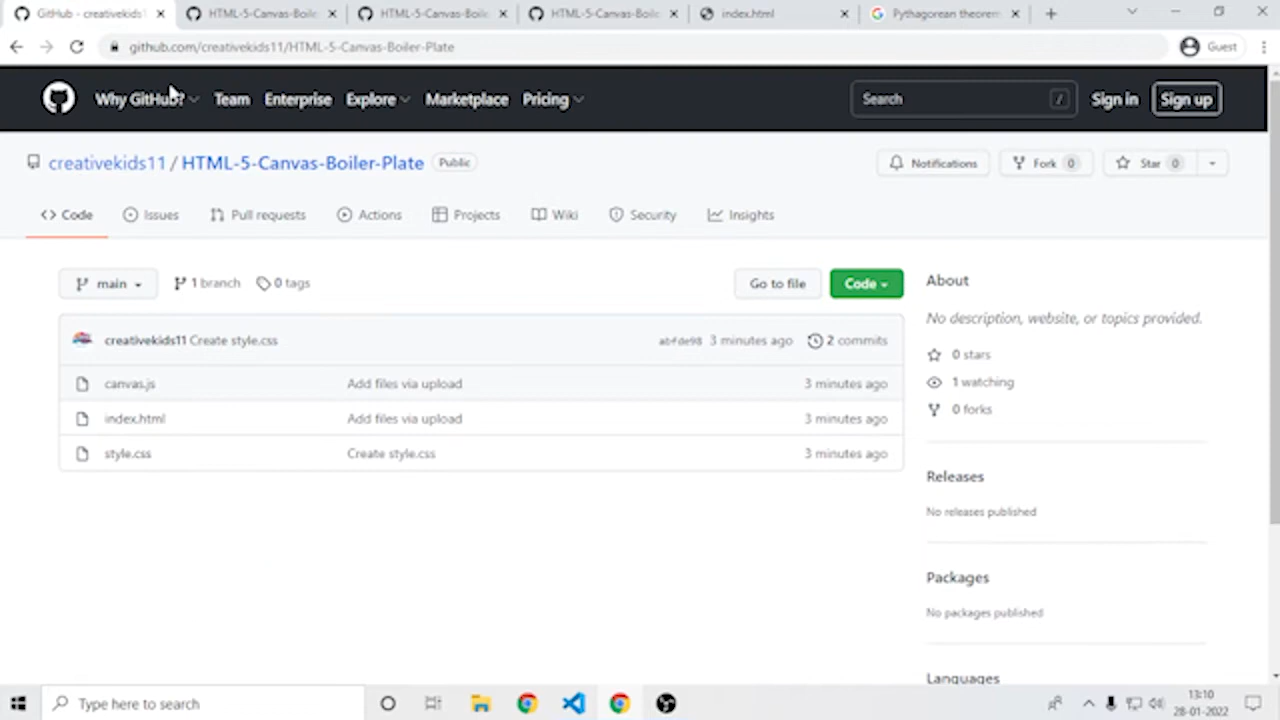 GitHub - creativekids1
HTML-5-Canvas-Boile
HTML-5-Canvas-Boile
HTML-5-Canvas-Boile
index.html
Pythagorean theorem
github.com/creativekids11/HTML-5-Canvas-Boiler-Plate
Guest
Why GitHub? Team Enterprise Explore Marketplace Pricing
Search /
Sign in
Sign up
creativekids11 / HTML-5-Canvas-Boiler-Plate Public
Notifications Fork 0 Star 0
Code Issues Pull requests Actions Projects Wiki Security Insights
main 1 branch 0 tags
Go to file Code
creativekids11 Create style.css 3 minutes ago 2 commits
canvas.js Add files via upload 3 minutes ago
index.html Add files via upload 3 minutes ago
style.css Create style.css 3 minutes ago
About
No description, website, or topics provided.
0 stars
1 watching
0 forks
Releases
No releases published
Packages
No packages published
Languages
Type here to search
13:10
28-01-2022